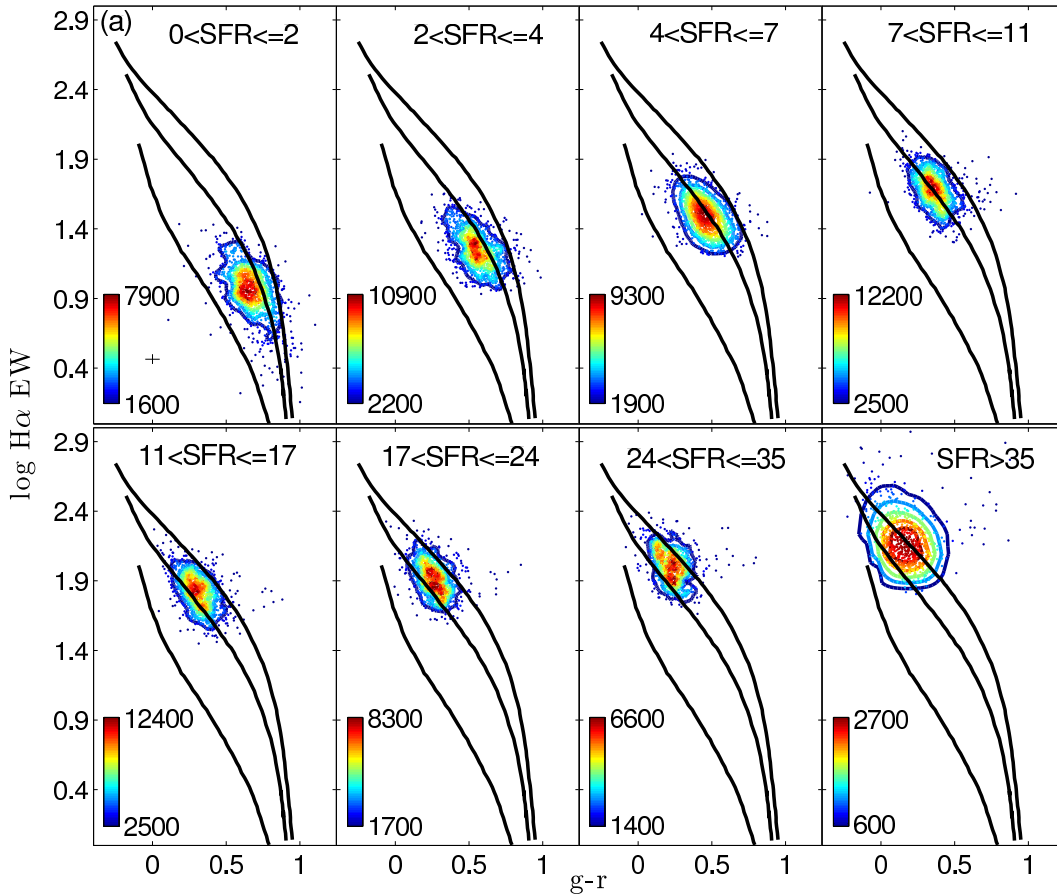 (a)
0<SFR<=2
2<SFR<=4
4<SFR<=7
7<SFR<=11
2.9
2.4
1.9
1.4
0.9
0.4
7900
1600
10900
2200
9300
1900
12200
2500
log Hα EW
11<SFR<=17
17<SFR<=24
24<SFR<=35
SFR>35
2.9
2.4
1.9
1.4
0.9
0.4
12400
2500
8300
1700
6600
1400
2700
600
0 0.5 1 0 0.5 1 0 0.5 1 0 0.5 1
g-r